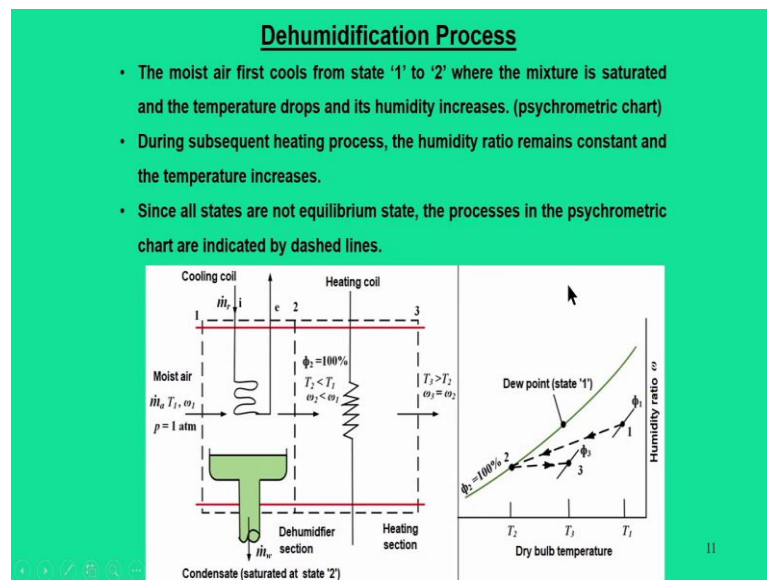 Dehumidification Process
• The moist air first cools from state ‘1’ to ‘2’ where the mixture is saturated
and the temperature drops and its humidity increases. (psychrometric chart)
• During subsequent heating process, the humidity ratio remains constant and
the temperature increases.
• Since all states are not equilibrium state, the processes in the psychrometric
chart are indicated by dashed lines.
Cooling coil
Heating coil
ṁr i e
1 2 3
Moist air
ṁa T1, ω1
p = 1 atm
ϕ2 =100%
T2 < T1
ω2 < ω1
T3 > T2
ω3 = ω2
Dehumidfier
section
Heating
section
ṁw
Condensate (saturated at state '2')
Dew point (state '1')
ϕ1
1
2
ϕ3
3
ϕ2 =100%
Humidity ratio ω
T2 T3 T1
Dry bulb temperature
11